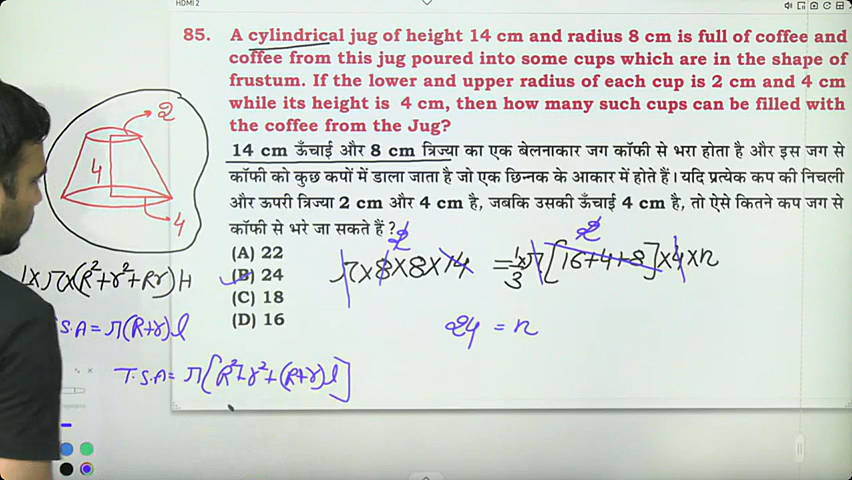 HDMI 2
85. A cylindrical jug of height 14 cm and radius 8 cm is full of coffee and
coffee from this jug poured into some cups which are in the shape of
frustum. If the lower and upper radius of each cup is 2 cm and 4 cm
while its height is 4 cm, then how many such cups can be filled with
the coffee from the Jug?
14 cm ऊँचाई और 8 cm त्रिज्या का एक बेलनाकार जग कॉफी से भरा होता है और इस जग से
कॉफी को कुछ कपों में डाला जाता है जो एक छिन्नक के आकार में होते हैं। यदि प्रत्येक कप की निचली
और ऊपरी त्रिज्या 2 cm और 4 cm है, जबकि उसकी ऊँचाई 4 cm है, तो ऐसे कितने कप जग से
कॉफी से भरे जा सकते हैं?
(A) 22
(B) 24
(C) 18
(D) 16
2
4
4
1×π×(R²+r²+Rr)H
S.A = π(R+r)l
T.S.A = π[R²+r²+(R+r)l]
2 2
π×8×8×14 = 1/3×π[16+4+8]×4×n
24 = n